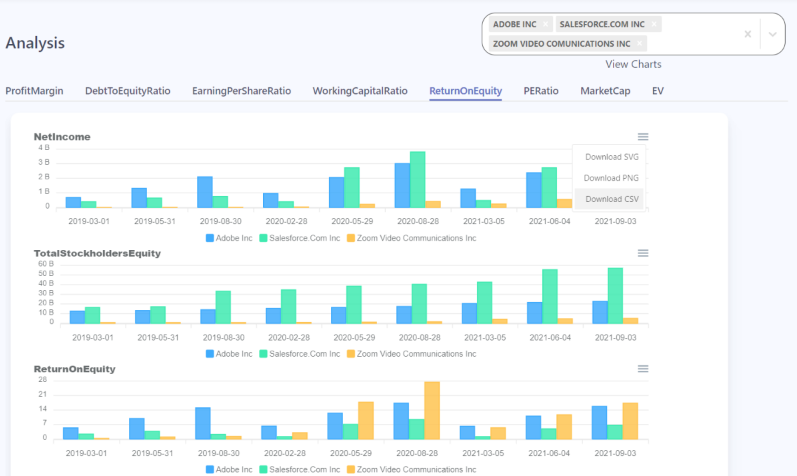 ADOBE INC × SALESFORCE.COM INC ×
Analysis
ZOOM VIDEO COMUNICATIONS INC ×
View Charts
ProfitMargin DebtToEquityRatio EarningPerShareRatio WorkingCapitalRatio ReturnOnEquity PERatio MarketCap EV
NetIncome
4 B
3 B
2 B
1 B
0
Download SVG
Download PNG
Download CSV
2019-03-01 2019-05-31 2019-08-30 2020-02-28 2020-05-29 2020-08-28 2021-03-05 2021-06-04 2021-09-03
Adobe Inc Salesforce.Com Inc Zoom Video Communications Inc
TotalStockholdersEquity
60 B
50 B
40 B
30 B
20 B
10 B
0
2019-03-01 2019-05-31 2019-08-30 2020-02-28 2020-05-29 2020-08-28 2021-03-05 2021-06-04 2021-09-03
Adobe Inc Salesforce.Com Inc Zoom Video Communications Inc
ReturnOnEquity
28
21
14
7
0
2019-03-01 2019-05-31 2019-08-30 2020-02-28 2020-05-29 2020-08-28 2021-03-05 2021-06-04 2021-09-03
Adobe Inc Salesforce.Com Inc Zoom Video Communications Inc